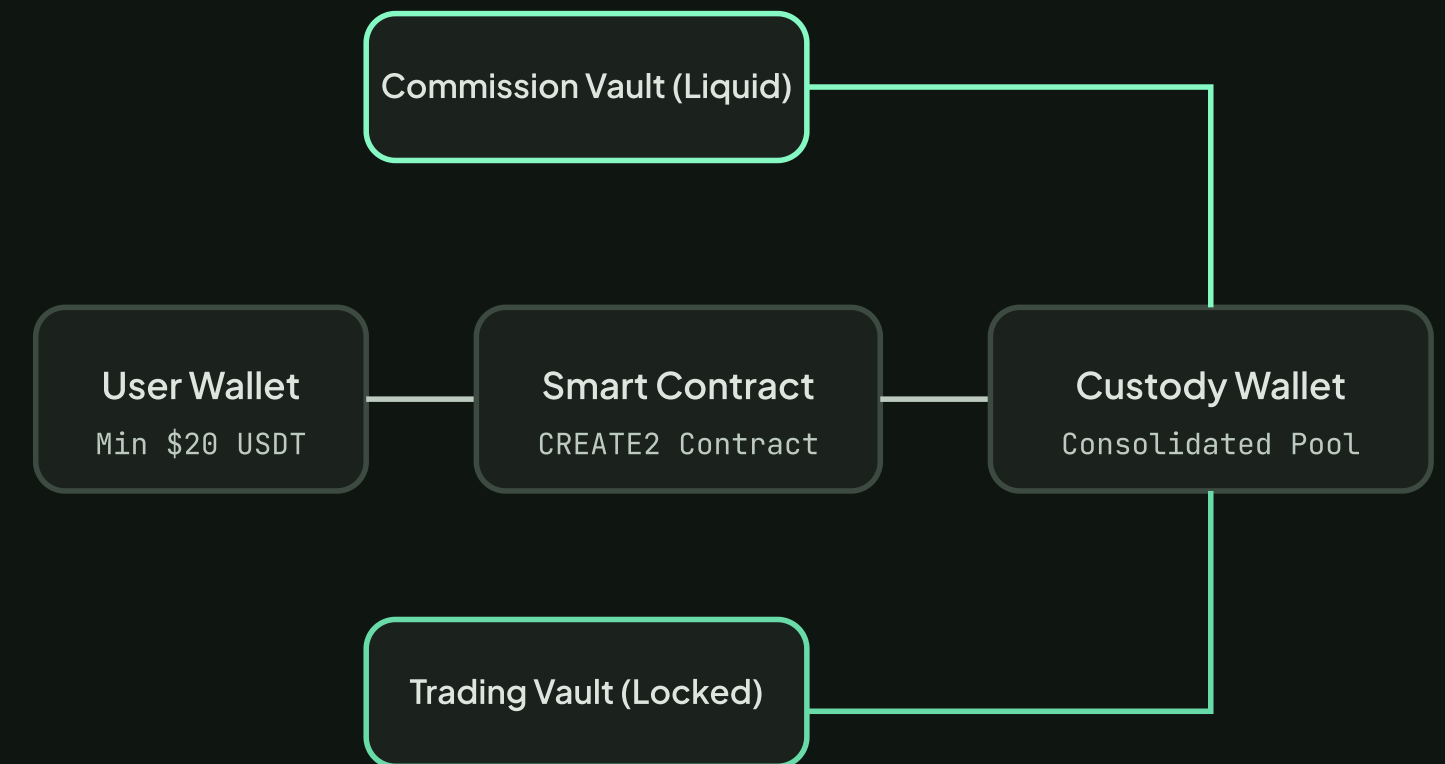 Commission Vault (Liquid)
User Wallet
Min $20 USDT
Smart Contract
CREATE2 Contract
Custody Wallet
Consolidated Pool
Trading Vault (Locked)